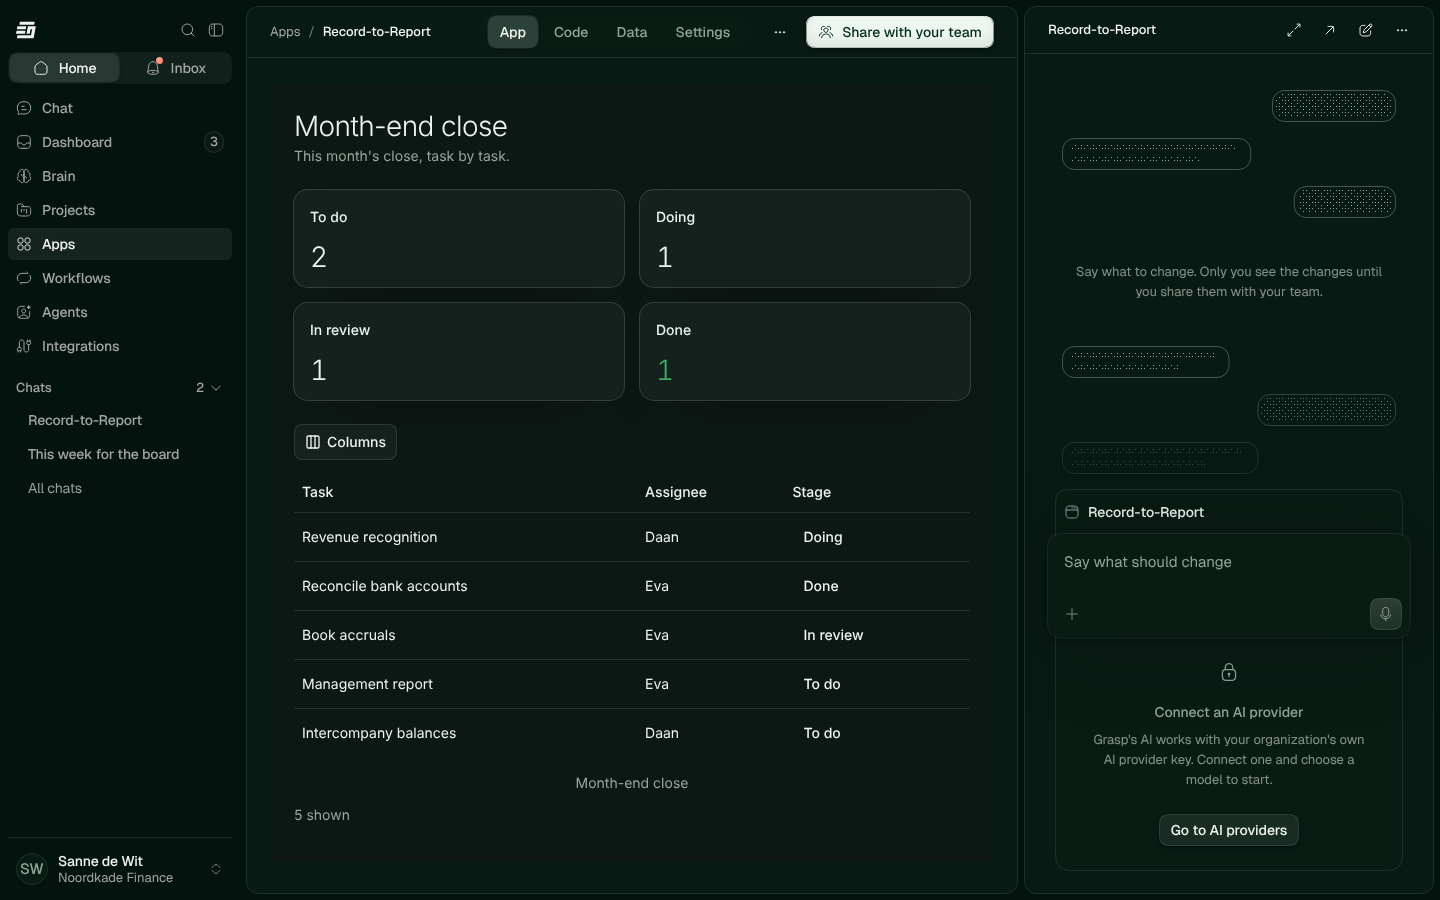 Home
Inbox
Chat
Dashboard
3
Brain
Projects
Apps
Workflows
Agents
Integrations
Chats
2
Record-to-Report
This week for the board
All chats
SW
Sanne de Wit
Noordkade Finance
Apps / Record-to-Report
App
Code
Data
Settings
Share with your team
Month-end close
This month's close, task by task.
To do
2
Doing
1
In review
1
Done
1
Columns
Task Assignee Stage
Revenue recognition Daan Doing
Reconcile bank accounts Eva Done
Book accruals Eva In review
Management report Eva To do
Intercompany balances Daan To do
Month-end close
5 shown
Record-to-Report
Say what to change. Only you see the changes until
you share them with your team.
Record-to-Report
Say what should change
Connect an AI provider
Grasp's AI works with your organization's own
AI provider key. Connect one and choose a
model to start.
Go to AI providers